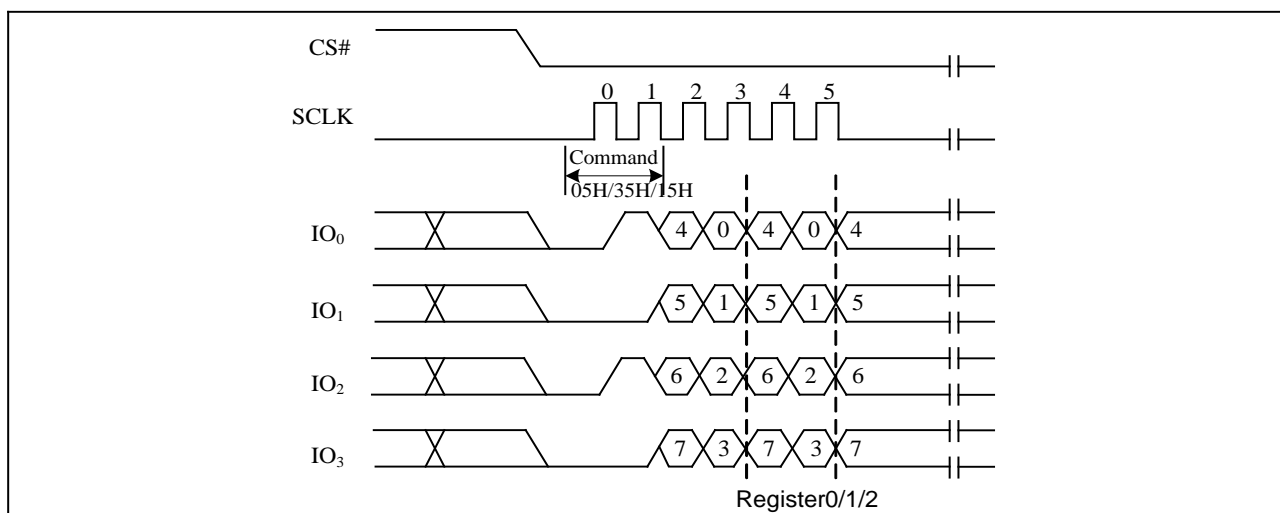 CS#
0 1 2 3 4 5
SCLK
Command
05H/35H/15H
IO₀ 4 0 4 0 4
IO₁ 5 1 5 1 5
IO₂ 6 2 6 2 6
IO₃ 7 3 7 3 7
Register0/1/2